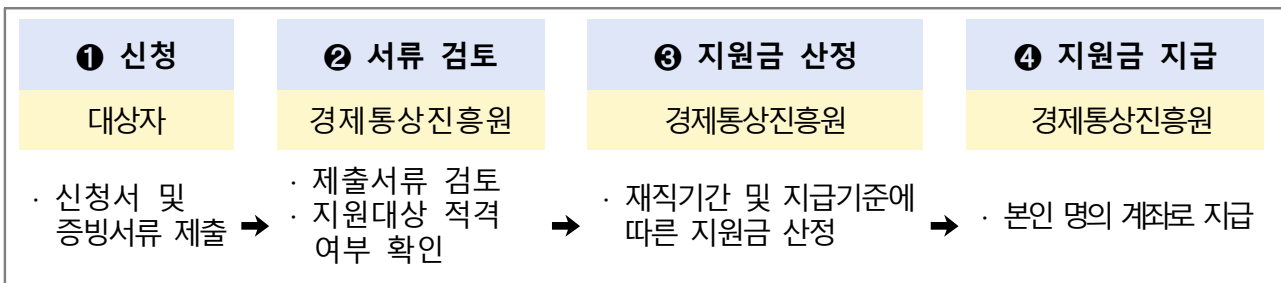 ❶ 신청
❷ 서류 검토
❸ 지원금 산정
❹ 지원금 지급
대상자
경제통상진흥원
경제통상진흥원
경제통상진흥원
· 신청서 및
증빙서류 제출
➡
· 제출서류 검토
· 지원대상 적격
여부 확인
➡
· 재직기간 및 지급기준에
따른 지원금 산정
➡
· 본인 명의 계좌로 지급